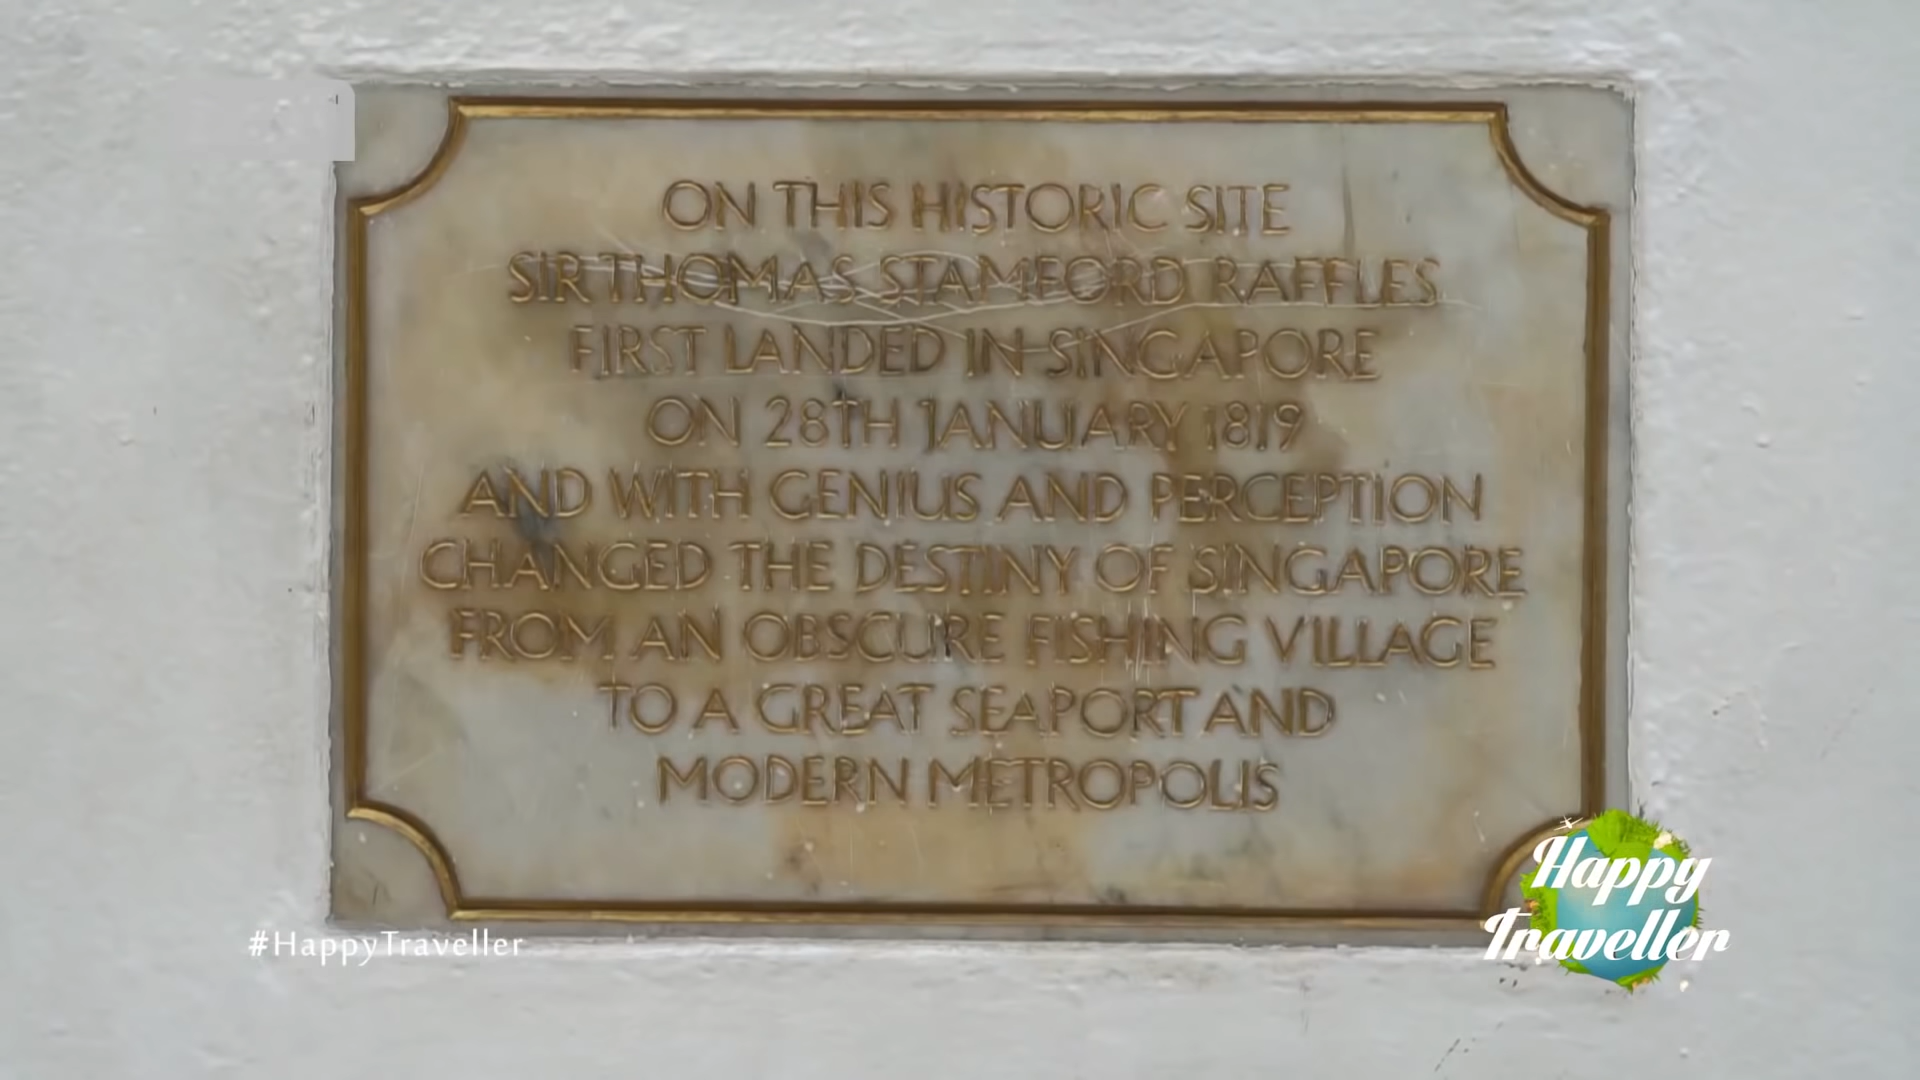 ON THIS HISTORIC SITE
SIR THOMAS STAMFORD RAFFLES
FIRST LANDED IN SINGAPORE
ON 28TH JANUARY 1819
AND WITH GENIUS AND PERCEPTION
CHANGED THE DESTINY OF SINGAPORE
FROM AN OBSCURE FISHING VILLAGE
TO A GREAT SEAPORT AND
MODERN METROPOLIS
Happy
Traveller
#HappyTraveller